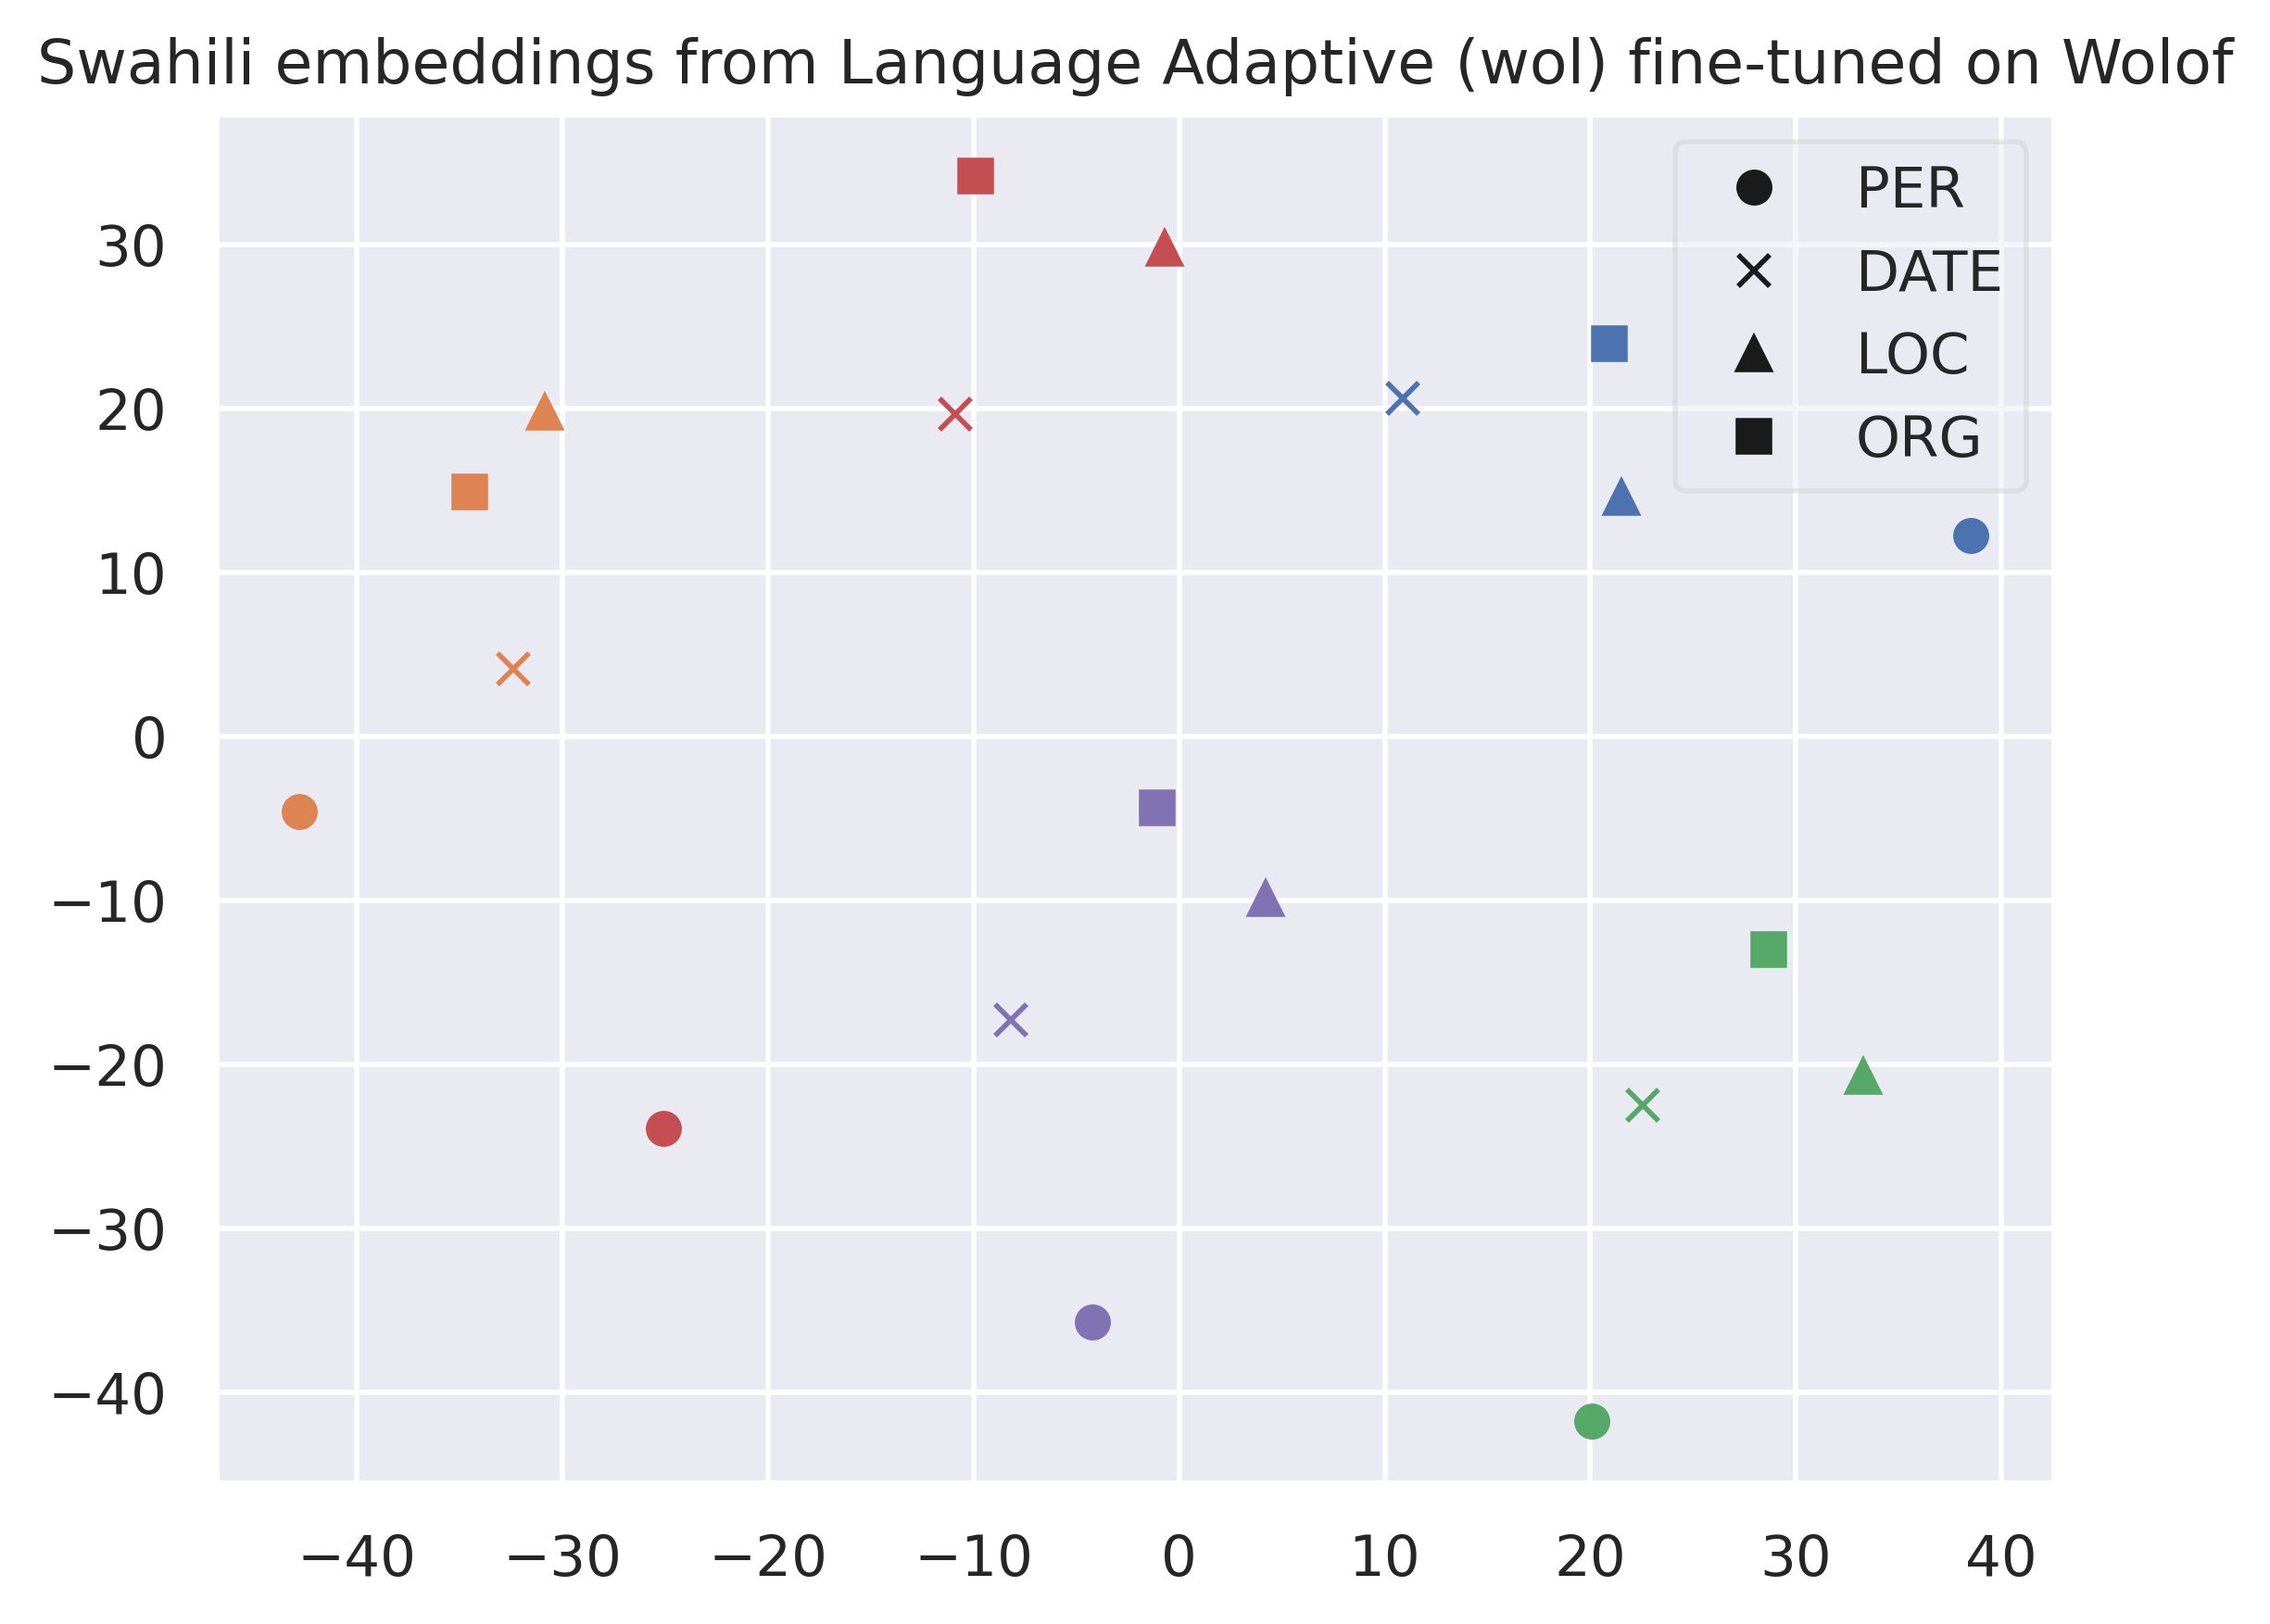 Swahili embeddings from Language Adaptive (wol) fine-tuned on Wolof
PER
DATE
LOC
ORG
30
20
10
0
−10
−20
−30
−40
−40 −30 −20 −10 0 10 20 30 40